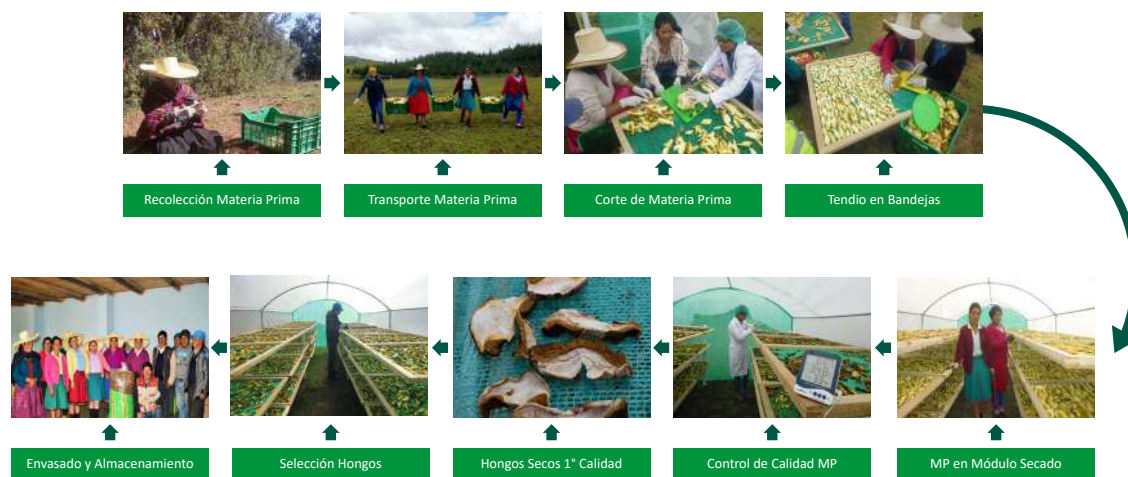 Recolección Materia Prima
Transporte Materia Prima
Corte de Materia Prima
Tendio en Bandejas
Envasado y Almacenamiento
Selección Hongos
Hongos Secos 1° Calidad
Control de Calidad MP
MP en Módulo Secado